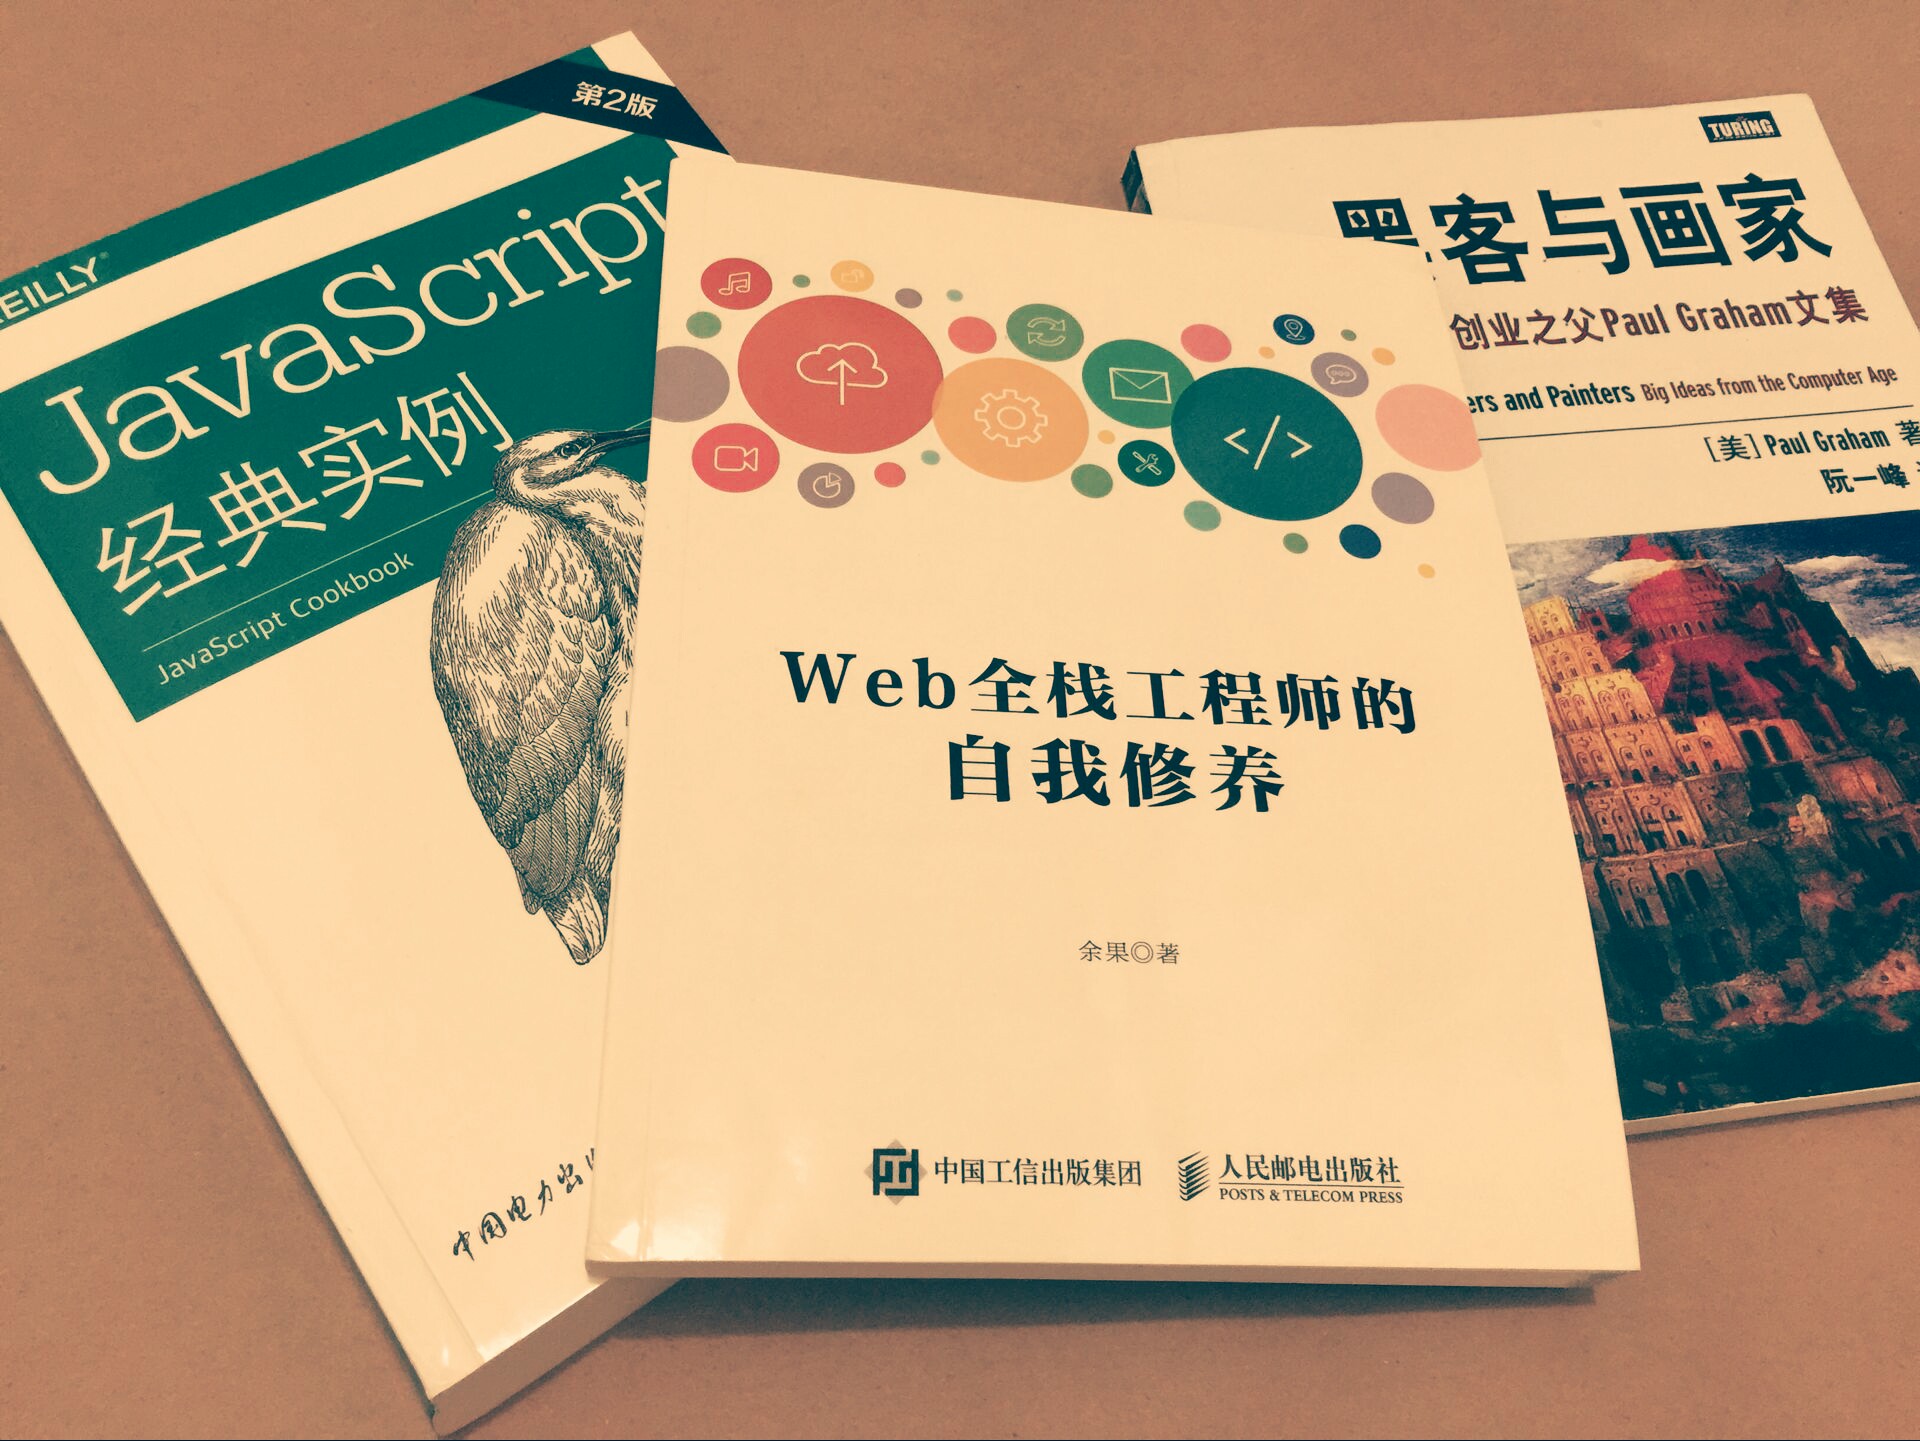 第2版
EILLY
JavaScript
经典实例
JavaScript Cookbook
中国电力出
Web全栈工程师的
自我修养
余果◎著
中国工信出版集团
人民邮电出版社
POSTS & TELECOM PRESS
TURING
黑客与画家
创业之父Paul Graham文集
ers and Painters Big Ideas from the Computer Age
[美] Paul Graham 著
阮一峰